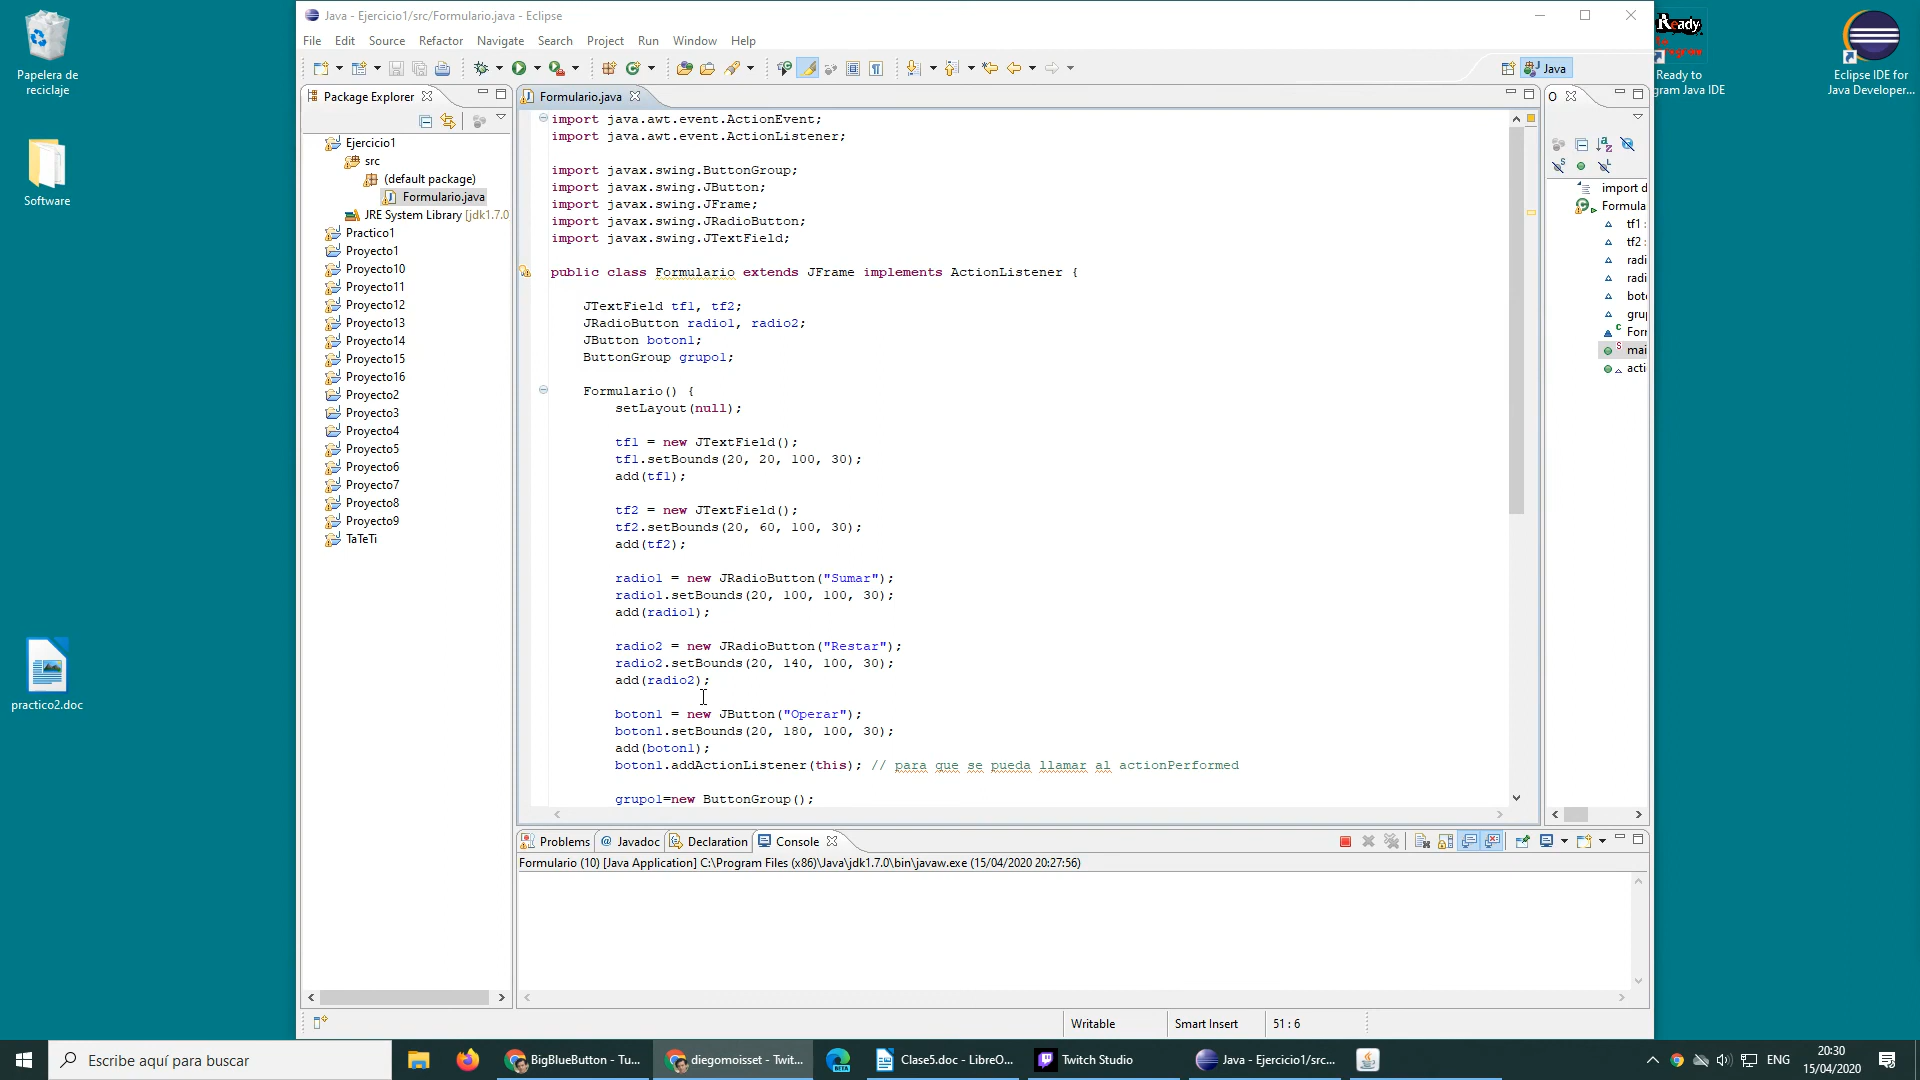 Java - Ejercicio1/src/Formulario.java - Eclipse
File Edit Source Refactor Navigate Search Project Run Window Help
Java
Papelera de
reciclaje
Software
practico2.doc
Ready
Ready to
gram Java IDE
Eclipse IDE for
Java Developer...
Package Explorer
Ejercicio1
src
(default package)
Formulario.java
JRE System Library [jdk1.7.0
Practico1
Proyecto1
Proyecto10
Proyecto11
Proyecto12
Proyecto13
Proyecto14
Proyecto15
Proyecto16
Proyecto2
Proyecto3
Proyecto4
Proyecto5
Proyecto6
Proyecto7
Proyecto8
Proyecto9
TaTeTi
Formulario.java
import java.awt.event.ActionEvent;
import java.awt.event.ActionListener;
import javax.swing.ButtonGroup;
import javax.swing.JButton;
import javax.swing.JFrame;
import javax.swing.JRadioButton;
import javax.swing.JTextField;
public class Formulario extends JFrame implements ActionListener {
JTextField tf1, tf2;
JRadioButton radio1, radio2;
JButton boton1;
ButtonGroup grupo1;
Formulario() {
setLayout(null);
tf1 = new JTextField();
tf1.setBounds(20, 20, 100, 30);
add(tf1);
tf2 = new JTextField();
tf2.setBounds(20, 60, 100, 30);
add(tf2);
radio1 = new JRadioButton("Sumar");
radio1.setBounds(20, 100, 100, 30);
add(radio1);
radio2 = new JRadioButton("Restar");
radio2.setBounds(20, 140, 100, 30);
add(radio2);
boton1 = new JButton("Operar");
boton1.setBounds(20, 180, 100, 30);
add(boton1);
boton1.addActionListener(this); // para que se pueda llamar al actionPerformed
grupo1=new ButtonGroup();
O
import d
Formula
tf1 :
tf2 :
radi
radi
bot
gru
For
mai
acti
Problems @ Javadoc Declaration Console
Formulario (10) [Java Application] C:\Program Files (x86)\Java\jdk1.7.0\bin\javaw.exe (15/04/2020 20:27:56)
Writable Smart Insert 51 : 6
Escribe aquí para buscar
BigBlueButton - Tu...
diegomoisset - Twit...
BETA
Clase5.doc - LibreO...
Twitch Studio
Java - Ejercicio1/src...
ENG
20:30
15/04/2020